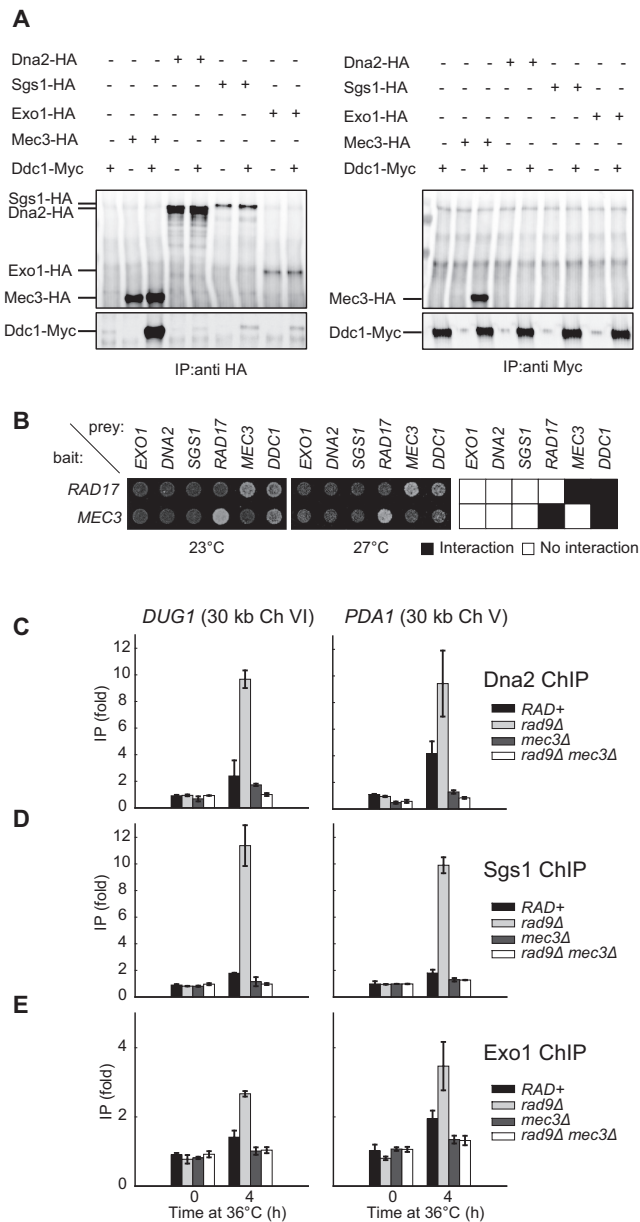 A
Dna2-HA - - - + + - - - -
Sgs1-HA - - - - - + + - -
Exo1-HA - - - - - - - + +
Mec3-HA - + + - - - - - -
Ddc1-Myc + - + - + - + - +
Sgs1-HA
Dna2-HA
Exo1-HA
Mec3-HA
Ddc1-Myc
IP:anti HA
Dna2-HA - - - + + - - - -
Sgs1-HA - - - - - + + - -
Exo1-HA - - - - - - - + +
Mec3-HA - + + - - - - - -
Ddc1-Myc + - + - + - + - +
Mec3-HA
Ddc1-Myc
IP:anti Myc
B
prey: EXO1 DNA2 SGS1 RAD17 MEC3 DDC1 EXO1 DNA2 SGS1 RAD17 MEC3 DDC1 EXO1 DNA2 SGS1 RAD17 MEC3 DDC1
bait:
RAD17
MEC3
23°C 27°C Interaction No interaction
C
DUG1 (30 kb Ch VI) PDA1 (30 kb Ch V)
IP (fold)
12
10
8
6
4
2
0
Dna2 ChIP
RAD+
rad9Δ
mec3Δ
rad9Δ mec3Δ
D
IP (fold)
12
10
8
6
4
2
0
Sgs1 ChIP
RAD+
rad9Δ
mec3Δ
rad9Δ mec3Δ
E
IP (fold)
4
2
0
Exo1 ChIP
RAD+
rad9Δ
mec3Δ
rad9Δ mec3Δ
0 4 0 4
Time at 36°C (h) Time at 36°C (h)